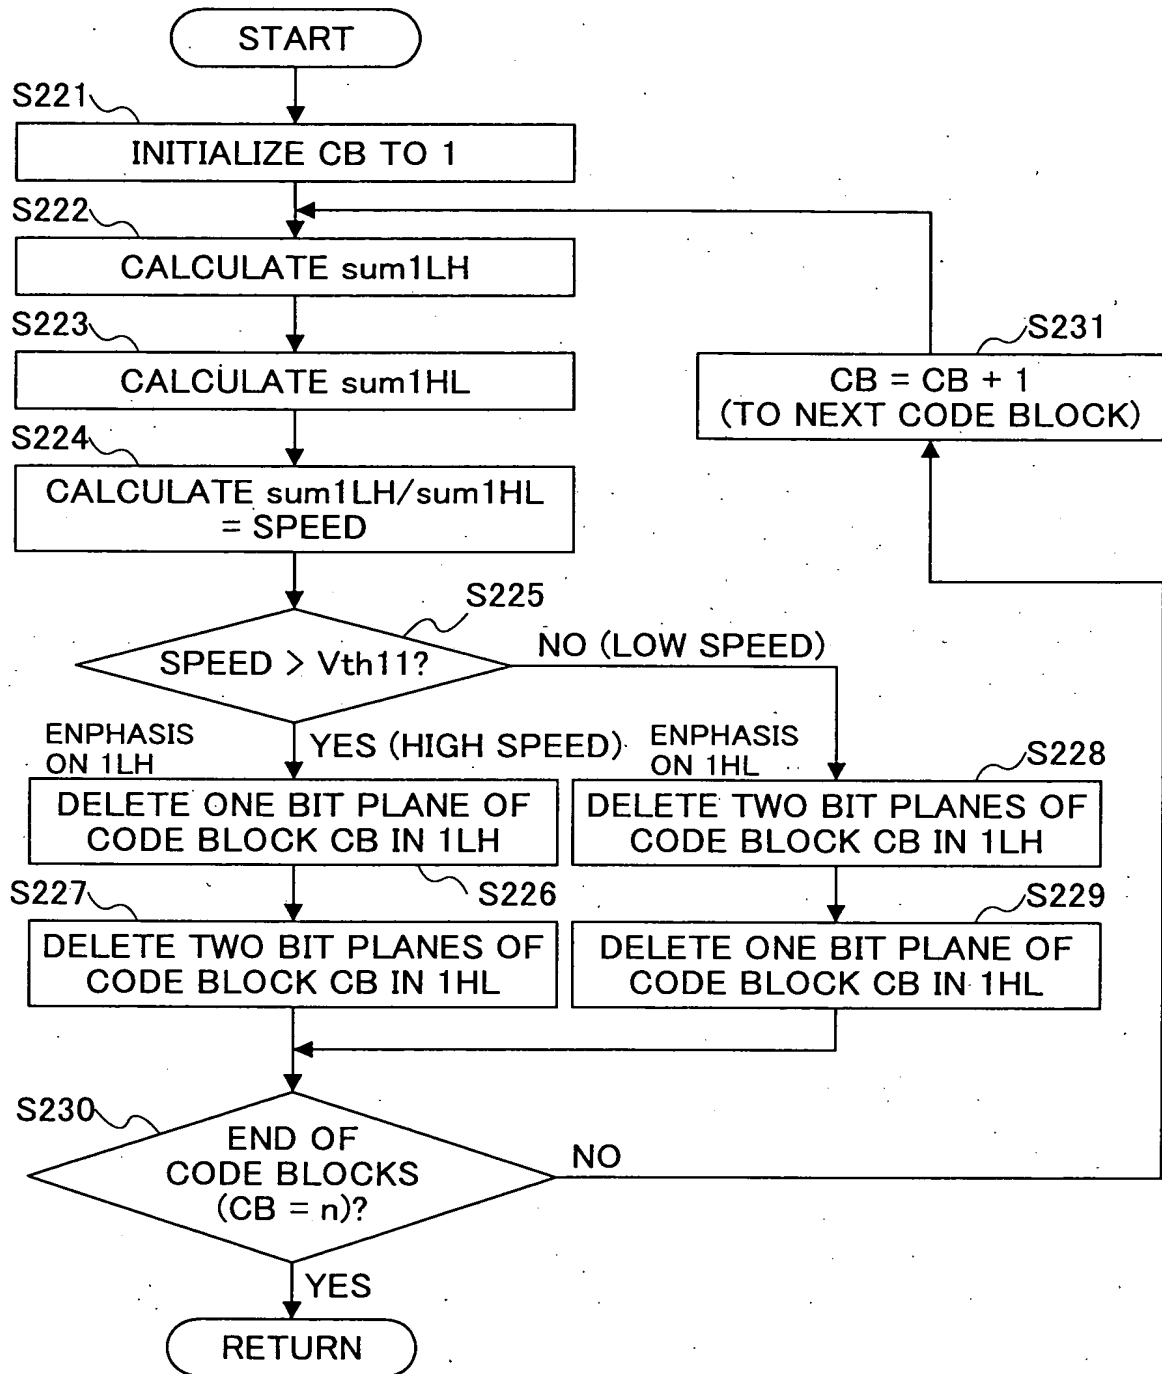 START
S221
INITIALIZE CB TO 1
S222
CALCULATE sum1LH
S223
CALCULATE sum1HL
S231
CB = CB + 1
(TO NEXT CODE BLOCK)
S224
CALCULATE sum1LH/sum1HL
= SPEED
S225
SPEED > Vth11?
NO (LOW SPEED)
YES (HIGH SPEED)
ENPHASIS
ON 1LH
DELETE ONE BIT PLANE OF
CODE BLOCK CB IN 1LH
S226
ENPHASIS
ON 1HL
S228
DELETE TWO BIT PLANES OF
CODE BLOCK CB IN 1LH
S227
DELETE TWO BIT PLANES OF
CODE BLOCK CB IN 1HL
S229
DELETE ONE BIT PLANE OF
CODE BLOCK CB IN 1HL
S230
END OF
CODE BLOCKS
(CB = n)?
NO
YES
RETURN